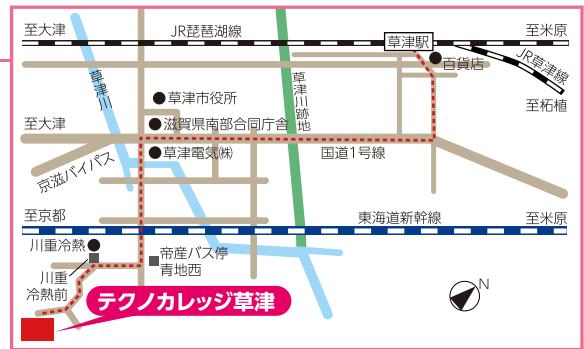 至大津
JR琵琶湖線
草津駅
至米原
百貨店
JR草津線
至柘植
草津川
草津市役所
草津川跡地
至大津
滋賀県南部合同庁舎
草津電気㈱
国道1号線
京滋バイパス
至京都
東海道新幹線
至米原
川重冷熱
帝産バス停
青地西
川重
冷熱前
テクノカレッジ草津
N